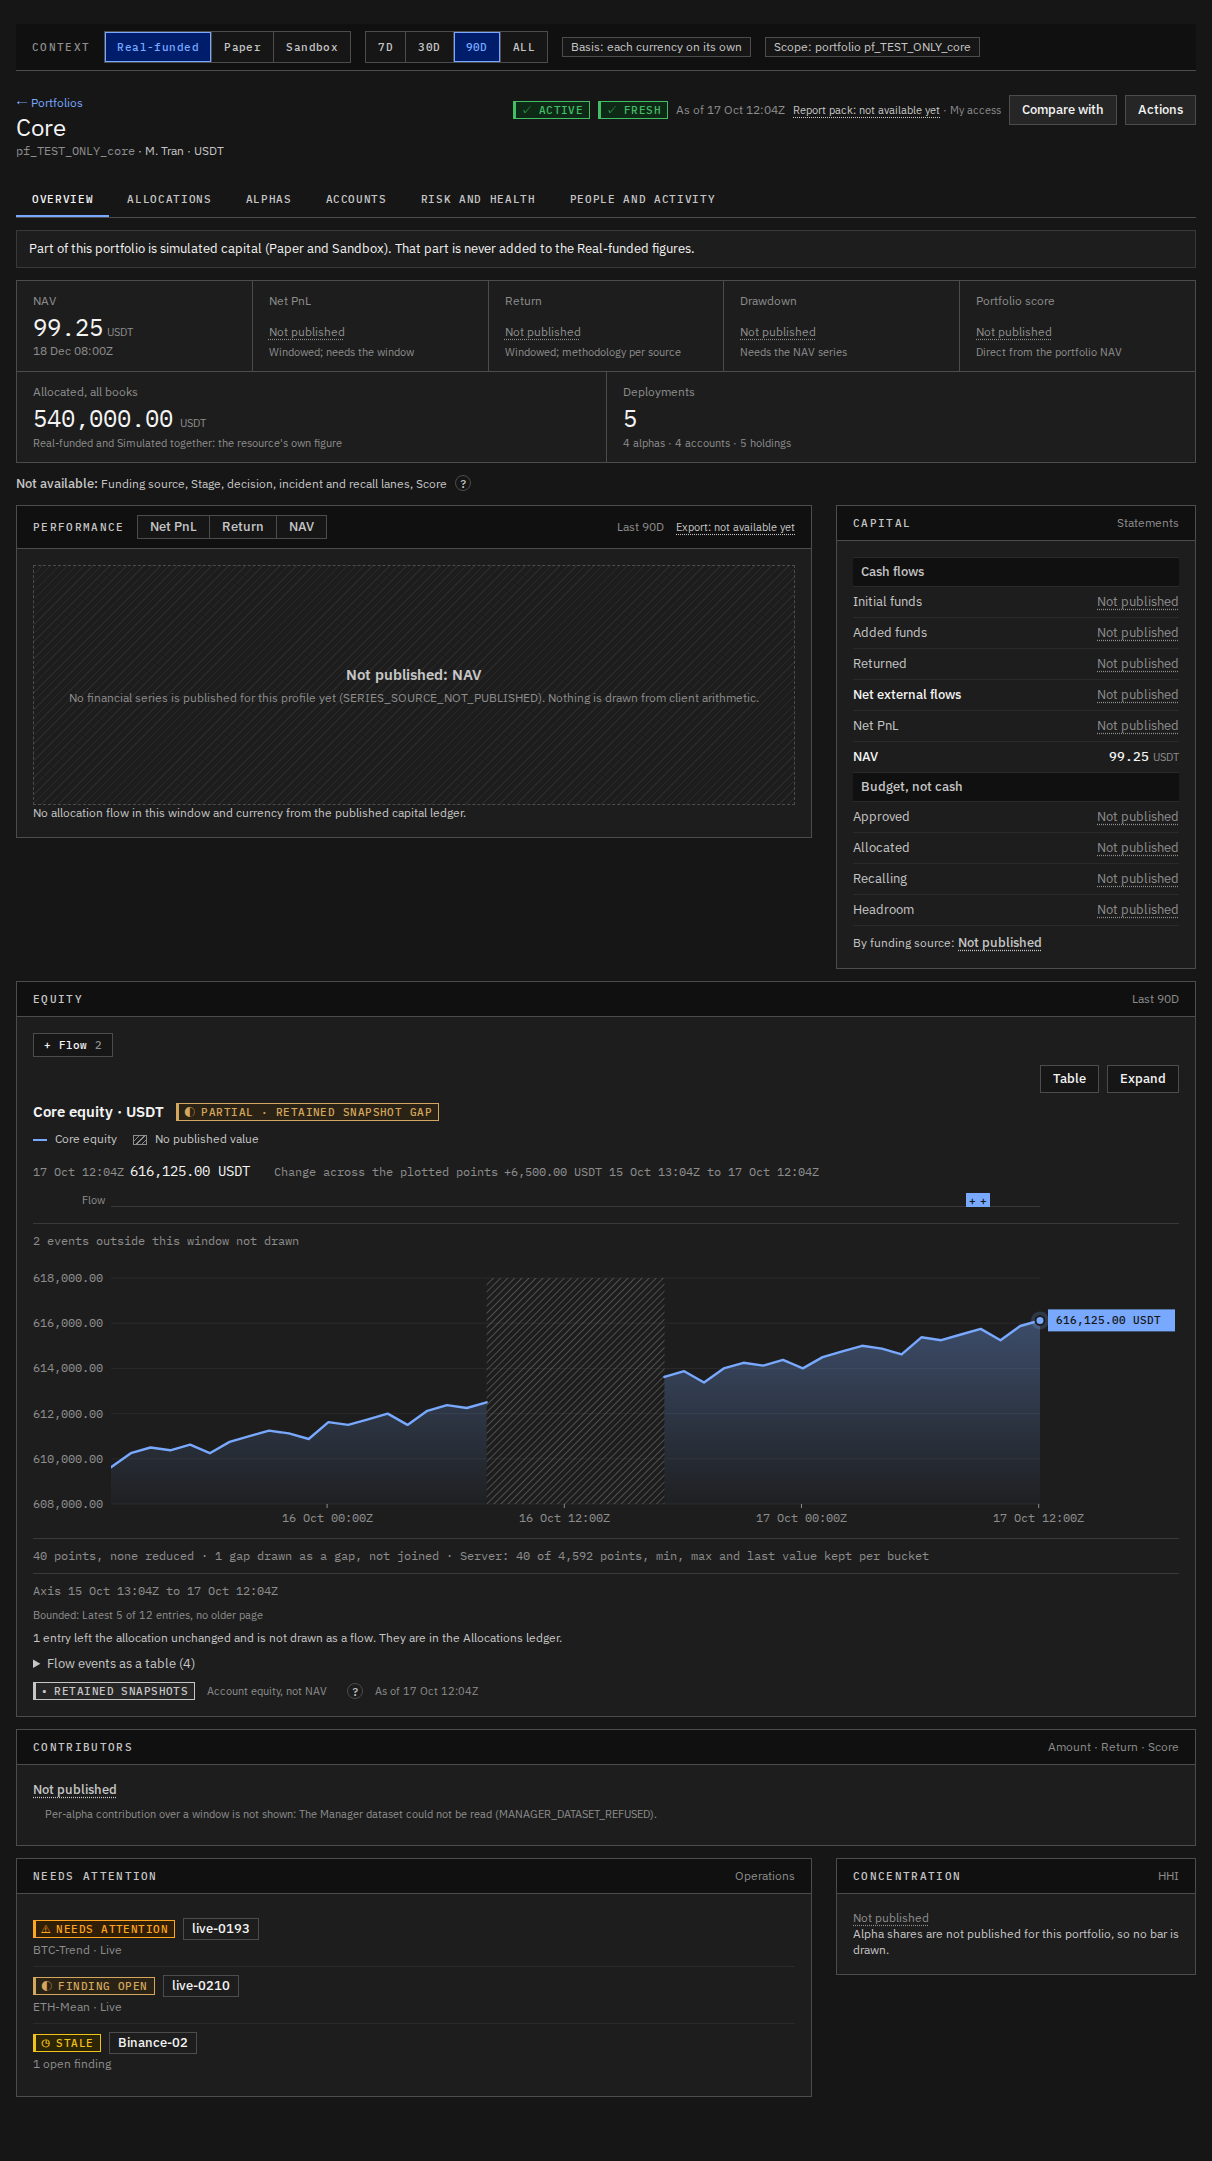 CONTEXT Real-funded Paper Sandbox 7D 30D 90D ALL Basis: each currency on its own Scope: portfolio pf_TEST_ONLY_core
← Portfolios
✓ ACTIVE ✓ FRESH As of 17 Oct 12:04Z Report pack: not available yet · My access Compare with Actions
Core
pf_TEST_ONLY_core · M. Tran · USDT
OVERVIEW ALLOCATIONS ALPHAS ACCOUNTS RISK AND HEALTH PEOPLE AND ACTIVITY
Part of this portfolio is simulated capital (Paper and Sandbox). That part is never added to the Real-funded figures.
NAV
99.25 USDT
18 Dec 08:00Z
Net PnL
Not published
Windowed; needs the window
Return
Not published
Windowed; methodology per source
Drawdown
Not published
Needs the NAV series
Portfolio score
Not published
Direct from the portfolio NAV
Allocated, all books
540,000.00 USDT
Real-funded and Simulated together: the resource's own figure
Deployments
5
4 alphas · 4 accounts · 5 holdings
Not available: Funding source, Stage, decision, incident and recall lanes, Score ?
PERFORMANCE Net PnL Return NAV Last 90D Export: not available yet
Not published: NAV
No financial series is published for this profile yet (SERIES_SOURCE_NOT_PUBLISHED). Nothing is drawn from client arithmetic.
No allocation flow in this window and currency from the published capital ledger.
CAPITAL Statements
Cash flows
Initial funds Not published
Added funds Not published
Returned Not published
Net external flows Not published
Net PnL Not published
NAV 99.25 USDT
Budget, not cash
Approved Not published
Allocated Not published
Recalling Not published
Headroom Not published
By funding source: Not published
EQUITY Last 90D
+ Flow 2
Table Expand
Core equity · USDT PARTIAL · RETAINED SNAPSHOT GAP
Core equity No published value
17 Oct 12:04Z 616,125.00 USDT Change across the plotted points +6,500.00 USDT 15 Oct 13:04Z to 17 Oct 12:04Z
Flow + +
2 events outside this window not drawn
618,000.00
616,000.00
614,000.00
612,000.00
610,000.00
608,000.00
616,125.00 USDT
16 Oct 00:00Z 16 Oct 12:00Z 17 Oct 00:00Z 17 Oct 12:00Z
40 points, none reduced · 1 gap drawn as a gap, not joined · Server: 40 of 4,592 points, min, max and last value kept per bucket
Axis 15 Oct 13:04Z to 17 Oct 12:04Z
Bounded: Latest 5 of 12 entries, no older page
1 entry left the allocation unchanged and is not drawn as a flow. They are in the Allocations ledger.
▶ Flow events as a table (4)
• RETAINED SNAPSHOTS Account equity, not NAV ? As of 17 Oct 12:04Z
CONTRIBUTORS Amount · Return · Score
Not published
Per-alpha contribution over a window is not shown: The Manager dataset could not be read (MANAGER_DATASET_REFUSED).
NEEDS ATTENTION Operations
⚠ NEEDS ATTENTION live-0193
BTC-Trend · Live
FINDING OPEN live-0210
ETH-Mean · Live
STALE Binance-02
1 open finding
CONCENTRATION HHI
Not published
Alpha shares are not published for this portfolio, so no bar is
drawn.